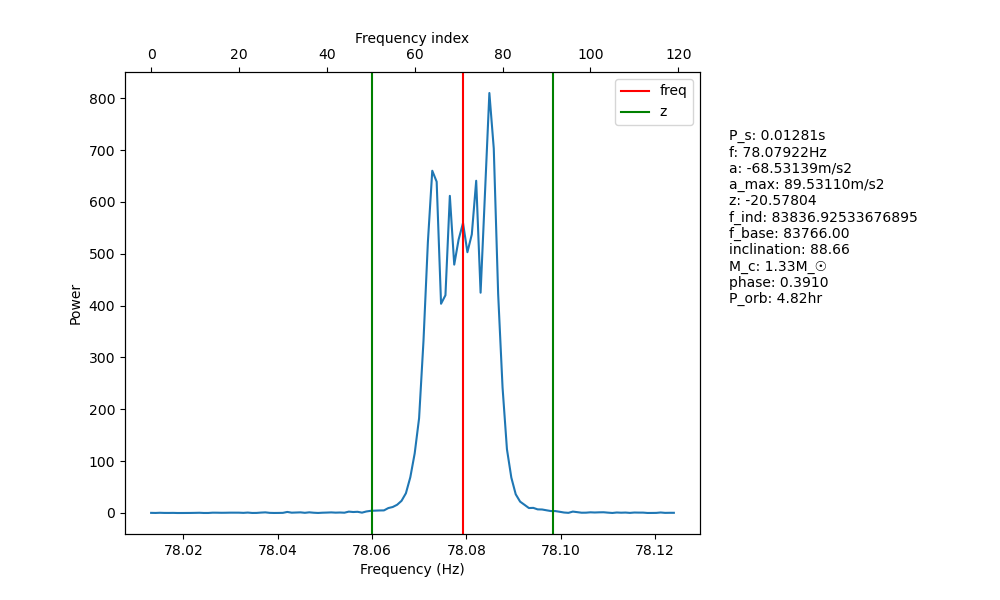 Frequency index
0 20 40 60 80 100 120
freq
z
800
700
600
500
400
300
200
100
0
Power
78.02 78.04 78.06 78.08 78.10 78.12
Frequency (Hz)
P_s: 0.01281s
f: 78.07922Hz
a: -68.53139m/s2
a_max: 89.53110m/s2
z: -20.57804
f_ind: 83836.92533676895
f_base: 83766.00
inclination: 88.66
M_c: 1.33M_☉
phase: 0.3910
P_orb: 4.82hr